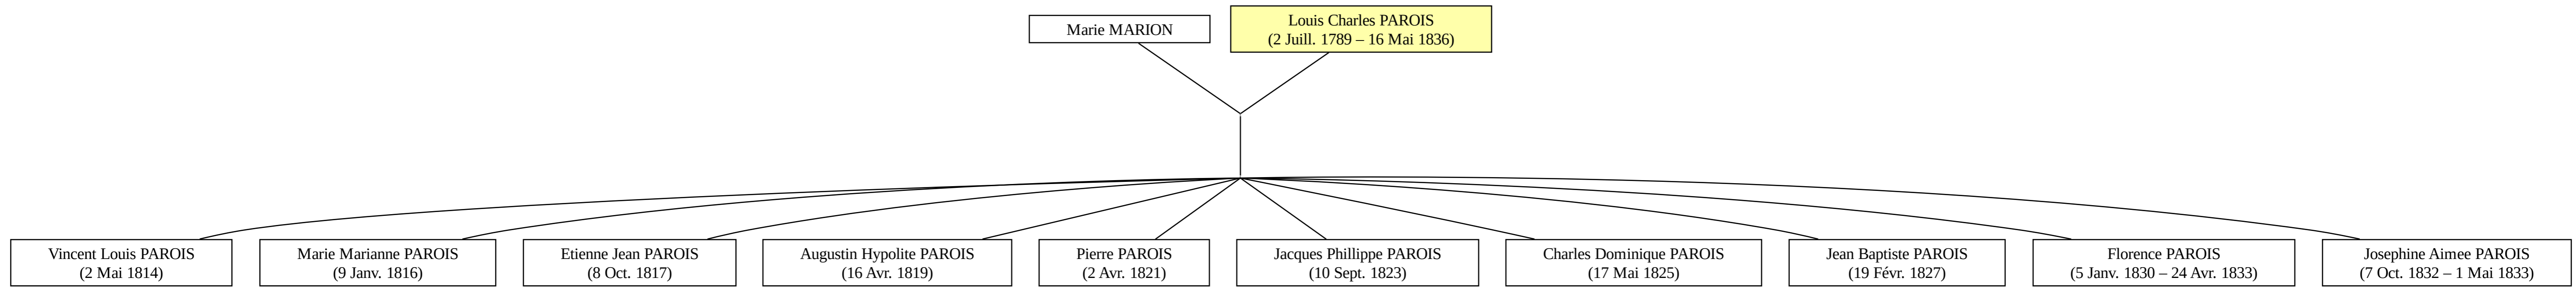 Marie MARION
Louis Charles PAROIS
(2 Juill. 1789 – 16 Mai 1836)
Vincent Louis PAROIS
(2 Mai 1814)
Marie Marianne PAROIS
(9 Janv. 1816)
Etienne Jean PAROIS
(8 Oct. 1817)
Augustin Hypolite PAROIS
(16 Avr. 1819)
Pierre PAROIS
(2 Avr. 1821)
Jacques Phillippe PAROIS
(10 Sept. 1823)
Charles Dominique PAROIS
(17 Mai 1825)
Jean Baptiste PAROIS
(19 Févr. 1827)
Florence PAROIS
(5 Janv. 1830 – 24 Avr. 1833)
Josephine Aimee PAROIS
(7 Oct. 1832 – 1 Mai 1833)